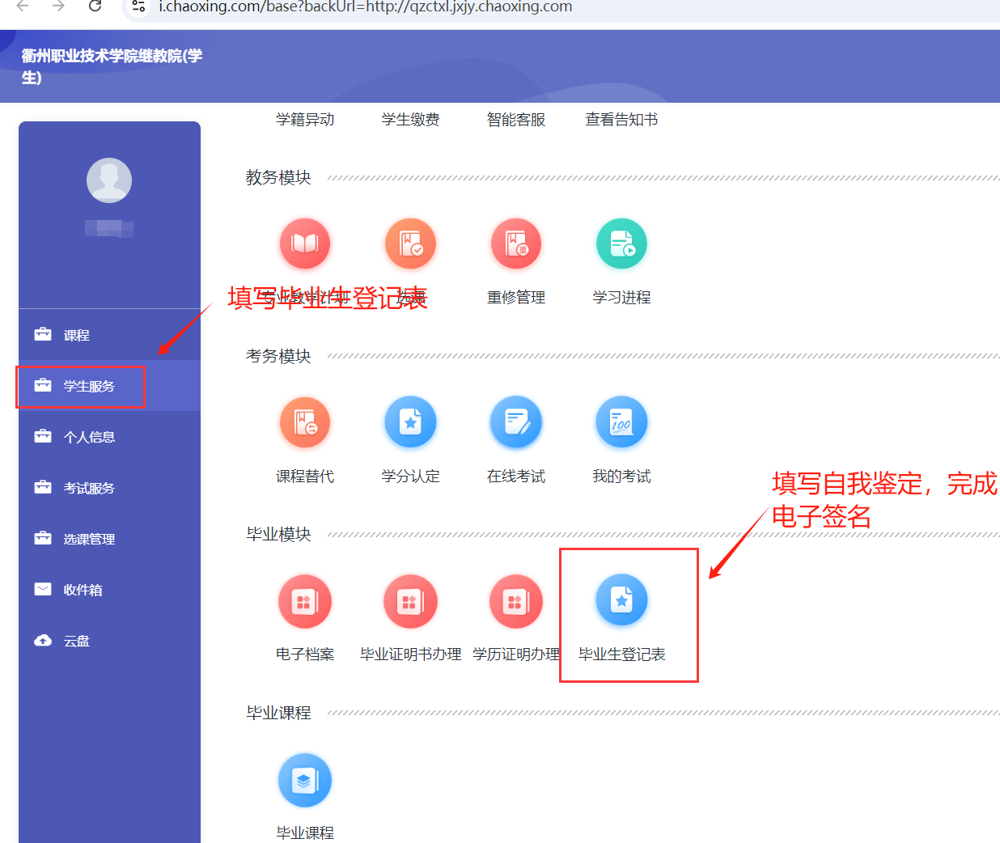 i.chaoxing.com/base?backUrl=http://qzctxl.jxjy.chaoxing.com
衢州职业技术学院继教院(学
生)
学籍异动 学生缴费 智能客服 查看告知书
教务模块
专业教学计划 选课 重修管理 学习进程
填写毕业生登记表
课程
考务模块
学生服务
个人信息
课程替代 学分认定 在线考试 我的考试
考试服务
填写自我鉴定，完成
电子签名
选课管理
毕业模块
收件箱
云盘
电子档案 毕业证明书办理 学历证明办理 毕业生登记表
毕业课程
毕业课程